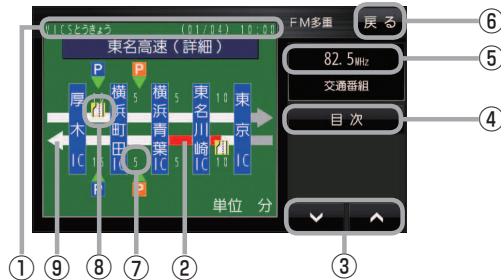 VICSとうきょう (01/04) 10:00
FM多重
戻る
⑥
①
東名高速(詳細)
82.5MHz
⑤
交通番組
P P
厚木IC
横浜町田IC
横浜青葉IC
東名川崎IC
東京IC
5 5 10
目次
④
15 5 5 10
P P
単位 分
① ⑨ ⑧ ⑦ ② ③